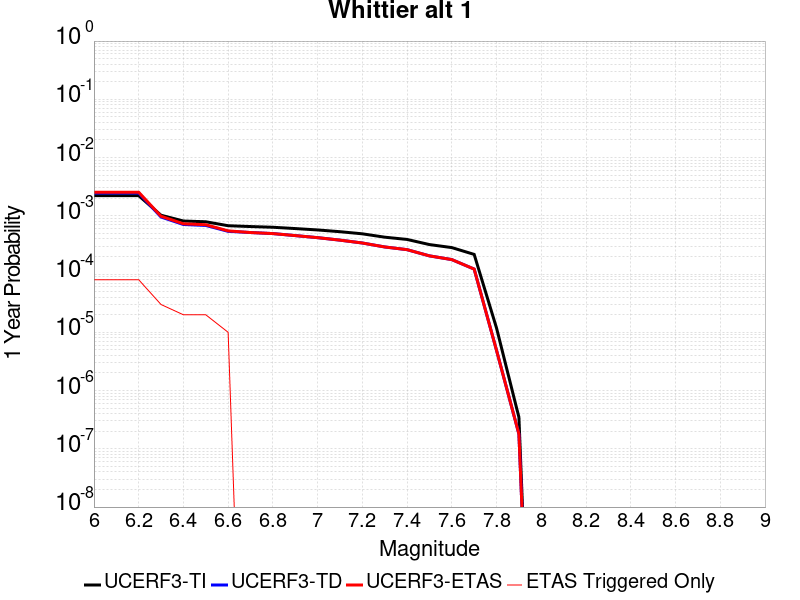 Whittier alt 1
10^0
10^-1
10^-2
10^-3
10^-4
10^-5
10^-6
10^-7
10^-8
1 Year Probability
6 6.2 6.4 6.6 6.8 7 7.2 7.4 7.6 7.8 8 8.2 8.4 8.6 8.8 9
Magnitude
UCERF3-TI UCERF3-TD UCERF3-ETAS ETAS Triggered Only